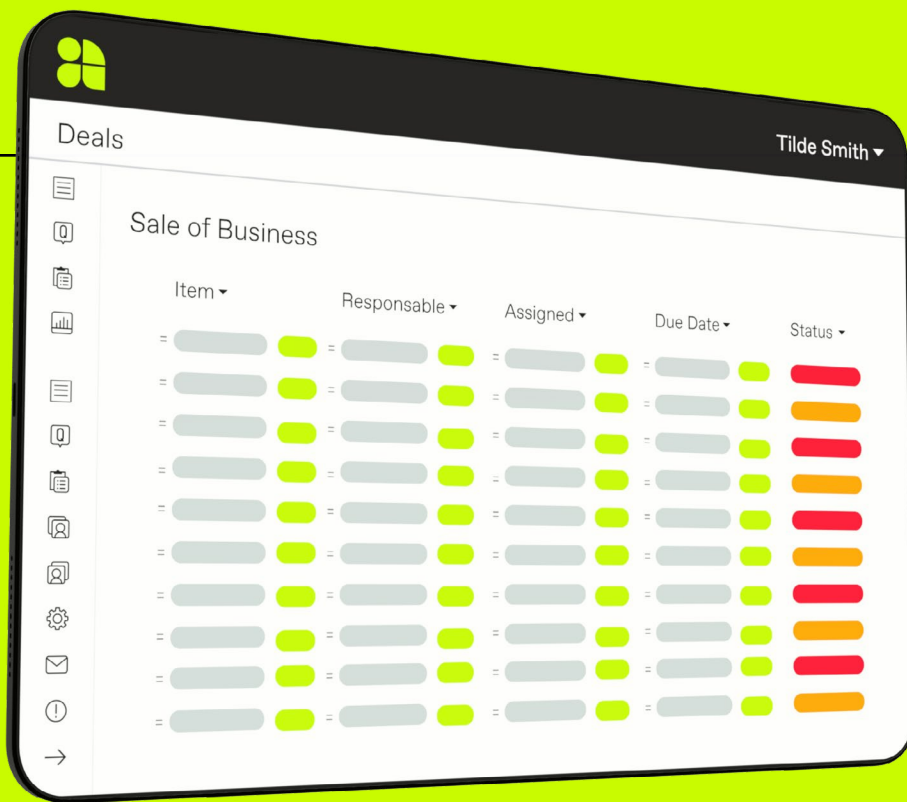 Deals
Tilde Smith
Sale of Business
Item
Responsable
Assigned
Due Date
Status